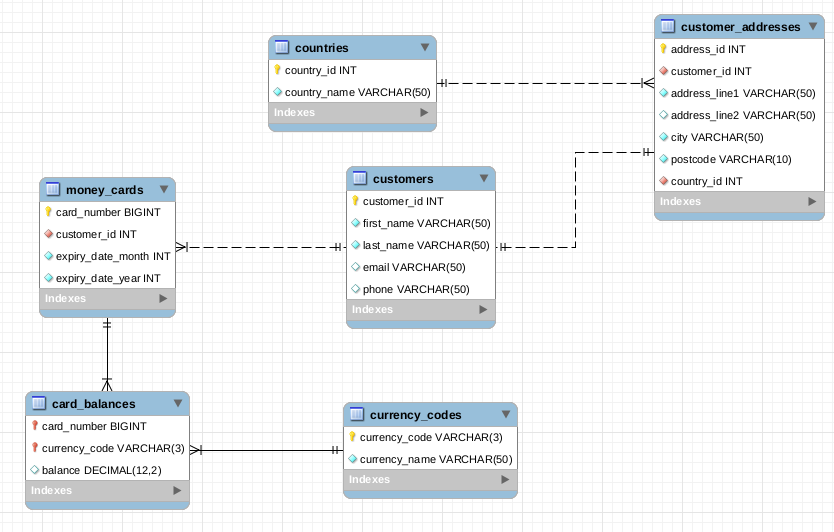 countries
country_id INT
country_name VARCHAR(50)
Indexes
customer_addresses
address_id INT
customer_id INT
address_line1 VARCHAR(50)
address_line2 VARCHAR(50)
city VARCHAR(50)
postcode VARCHAR(10)
country_id INT
Indexes
money_cards
card_number BIGINT
customer_id INT
expiry_date_month INT
expiry_date_year INT
Indexes
customers
customer_id INT
first_name VARCHAR(50)
last_name VARCHAR(50)
email VARCHAR(50)
phone VARCHAR(50)
Indexes
card_balances
card_number BIGINT
currency_code VARCHAR(3)
balance DECIMAL(12,2)
Indexes
currency_codes
currency_code VARCHAR(3)
currency_name VARCHAR(50)
Indexes